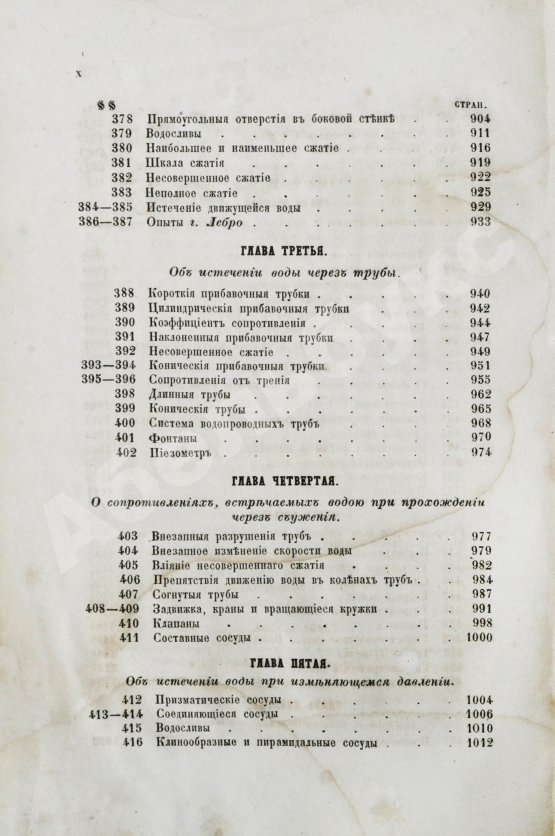 x
§§ СТРАН.
378 Прямоугольныя отверстія въ боковой стѣнкѣ . . 904
379 Водосливы . . . . . . . 911
380 Наибольшее и наименьшее сжатіе . . . . 916
381 Шкала сжатія . . . . . . 919
382 Несовершенное сжатіе . . . . . 922
383 Неполное сжатіе . . . . . . 925
384—385 Истеченіе движущейся воды . . . . 929
386—387 Опыты г. Лебро . . . . . . 933
ГЛАВА ТРЕТЬЯ.
Объ истеченіи воды черезъ трубы.
388 Короткія прибавочныя трубки . . . . 940
389 Цилиндрическія прибавочныя трубки . . . 942
390 Коэффиціентъ сопротивленія . . . . 944
391 Наклоненныя прибавочныя трубки . . . 947
392 Несовершенное сжатіе . . . . . 949
393—394 Коническія прибавочныя трубки . . . 951
395—396 Сопротивленія отъ тренія . . . . 955
398 Длинныя трубы . . . . . . 962
399 Коническія трубы . . . . . . 965
400 Система водопроводныхъ трубъ . . . . 968
401 Фонтаны . . . . . . . 970
402 Піезометръ . . . . . . . 974
ГЛАВА ЧЕТВЕРТАЯ.
О сопротивленіяхъ, встрѣчаемыхъ водою при прохожденіи
черезъ съуженія.
403 Внезапныя разрушенія трубъ . . . . 977
404 Внезапное измѣненіе скорости воды . . . 979
405 Вліяніе несовершеннаго сжатія . . . . 982
406 Препятствія движенію воды в колѣнахъ трубъ . . 984
407 Согнутыя трубы . . . . . . 987
408—409 Задвижка, краны и вращающіеся кружки . . . 991
410 Клапаны . . . . . . . 998
411 Составные сосуды . . . . . . 1000
ГЛАВА ПЯТАЯ.
Объ истеченіи воды при измѣняющемся давленіи.
412 Призматическіе сосуды . . . . . 1004
413—414 Соединяющіеся сосуды . . . . . 1006
415 Водосливы . . . . . . . 1010
416 Клинообразные и пирамидальные сосуды . . . 1012